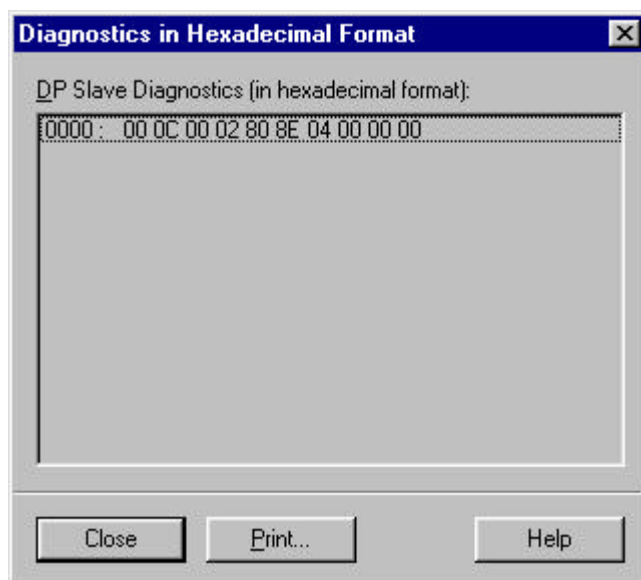 Diagnostics in Hexadecimal Format
DP Slave Diagnostics (in hexadecimal format):
0000 : 00 0C 00 02 80 8E 04 00 00 00
Close
Print...
Help